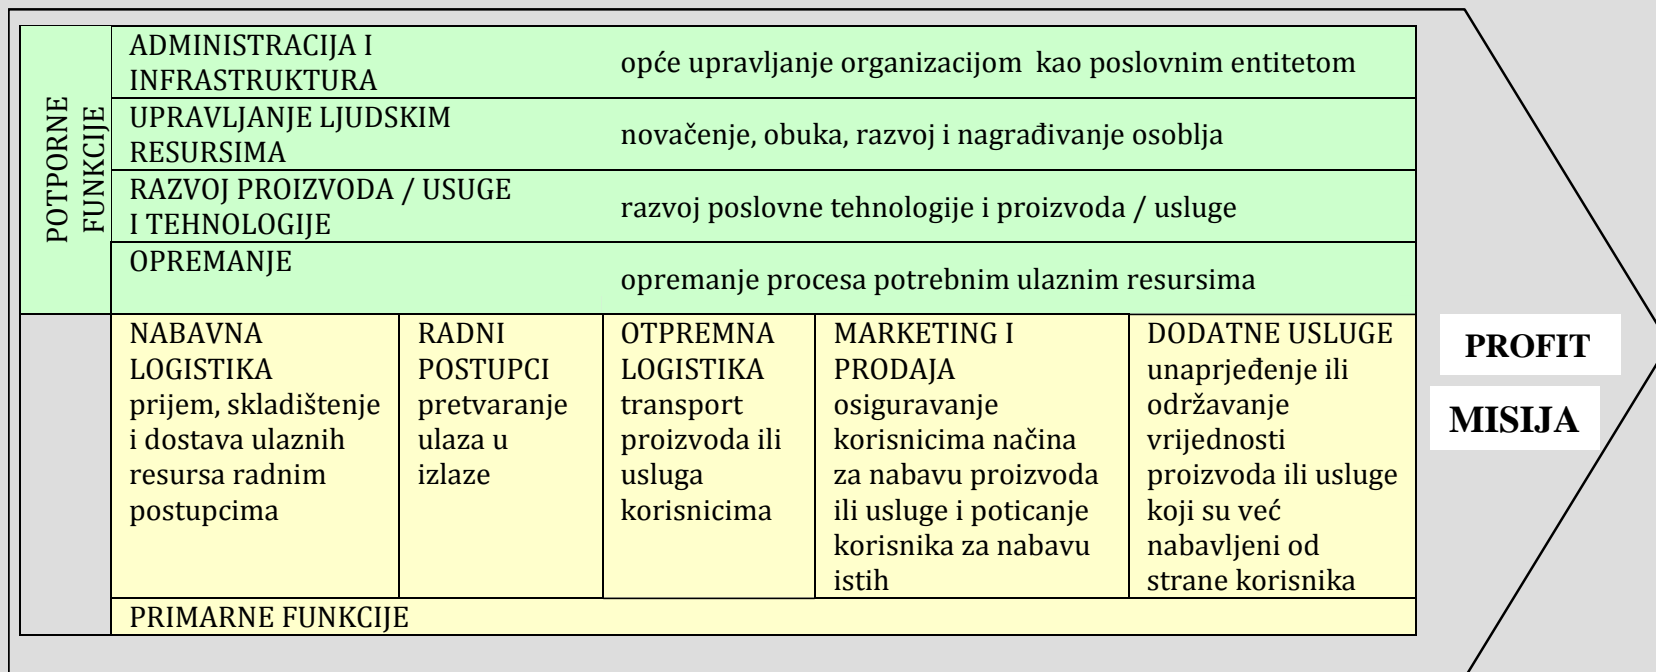 POTPORNE
FUNKCIJE
ADMINISTRACIJA I
INFRASTRUKTURA
opće upravljanje organizacijom kao poslovnim entitetom
UPRAVLJANJE LJUDSKIM
RESURSIMA
novačenje, obuka, razvoj i nagrađivanje osoblja
RAZVOJ PROIZVODA / USUGE
I TEHNOLOGIJE
razvoj poslovne tehnologije i proizvoda / usluge
OPREMANJE
opremanje procesa potrebnim ulaznim resursima
NABAVNA
LOGISTIKA
prijem, skladištenje
i dostava ulaznih
resursa radnim
postupcima
RADNI
POSTUPCI
pretvaranje
ulaza u
izlaze
OTPREMNA
LOGISTIKA
transport
proizvoda ili
usluga
korisnicima
MARKETING I
PRODAJA
osiguravanje
korisnicima načina
za nabavu proizvoda
ili usluge i poticanje
korisnika za nabavu
istih
DODATNE USLUGE
unaprjeđenje ili
održavanje
vrijednosti
proizvoda ili usluge
koji su već
nabavljeni od
strane korisnika
PRIMARNE FUNKCIJE
PROFIT
MISIJA